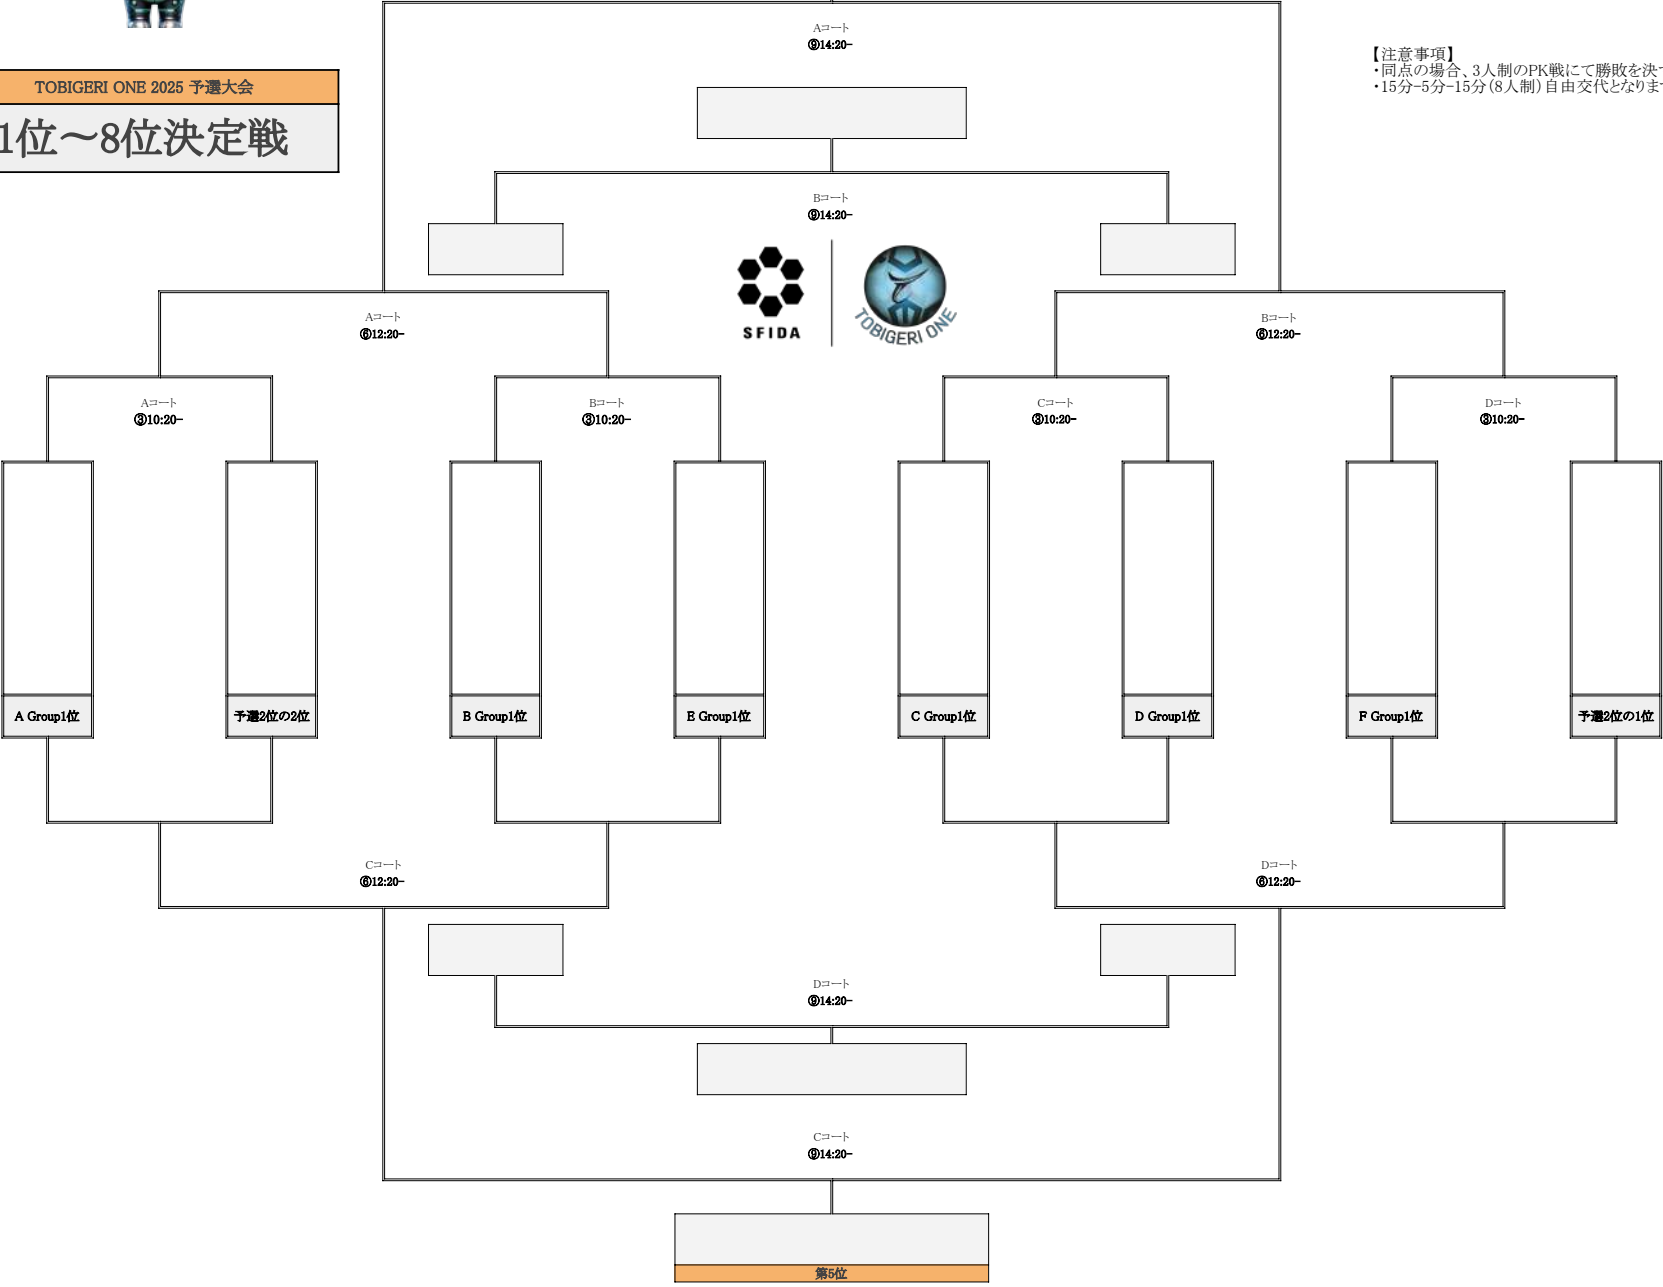 Aコート
⑨14:20-
【注意事項】
・同点の場合、3人制のPK戦にて勝敗を決
・15分-5分-15分(8人制)自由交代となりま
TOBIGERI ONE 2025 予選大会
1位～8位決定戦
Bコート
⑨14:20-
SFIDA
TOBIGERI ONE
Aコート
⑥12:20-
Bコート
⑥12:20-
Aコート
③10:20-
Bコート
③10:20-
Cコート
③10:20-
Dコート
③10:20-
A Group1位
予選2位の2位
B Group1位
E Group1位
C Group1位
D Group1位
F Group1位
予選2位の1位
Cコート
⑥12:20-
Dコート
⑥12:20-
Dコート
⑨14:20-
Cコート
⑨14:20-
第5位